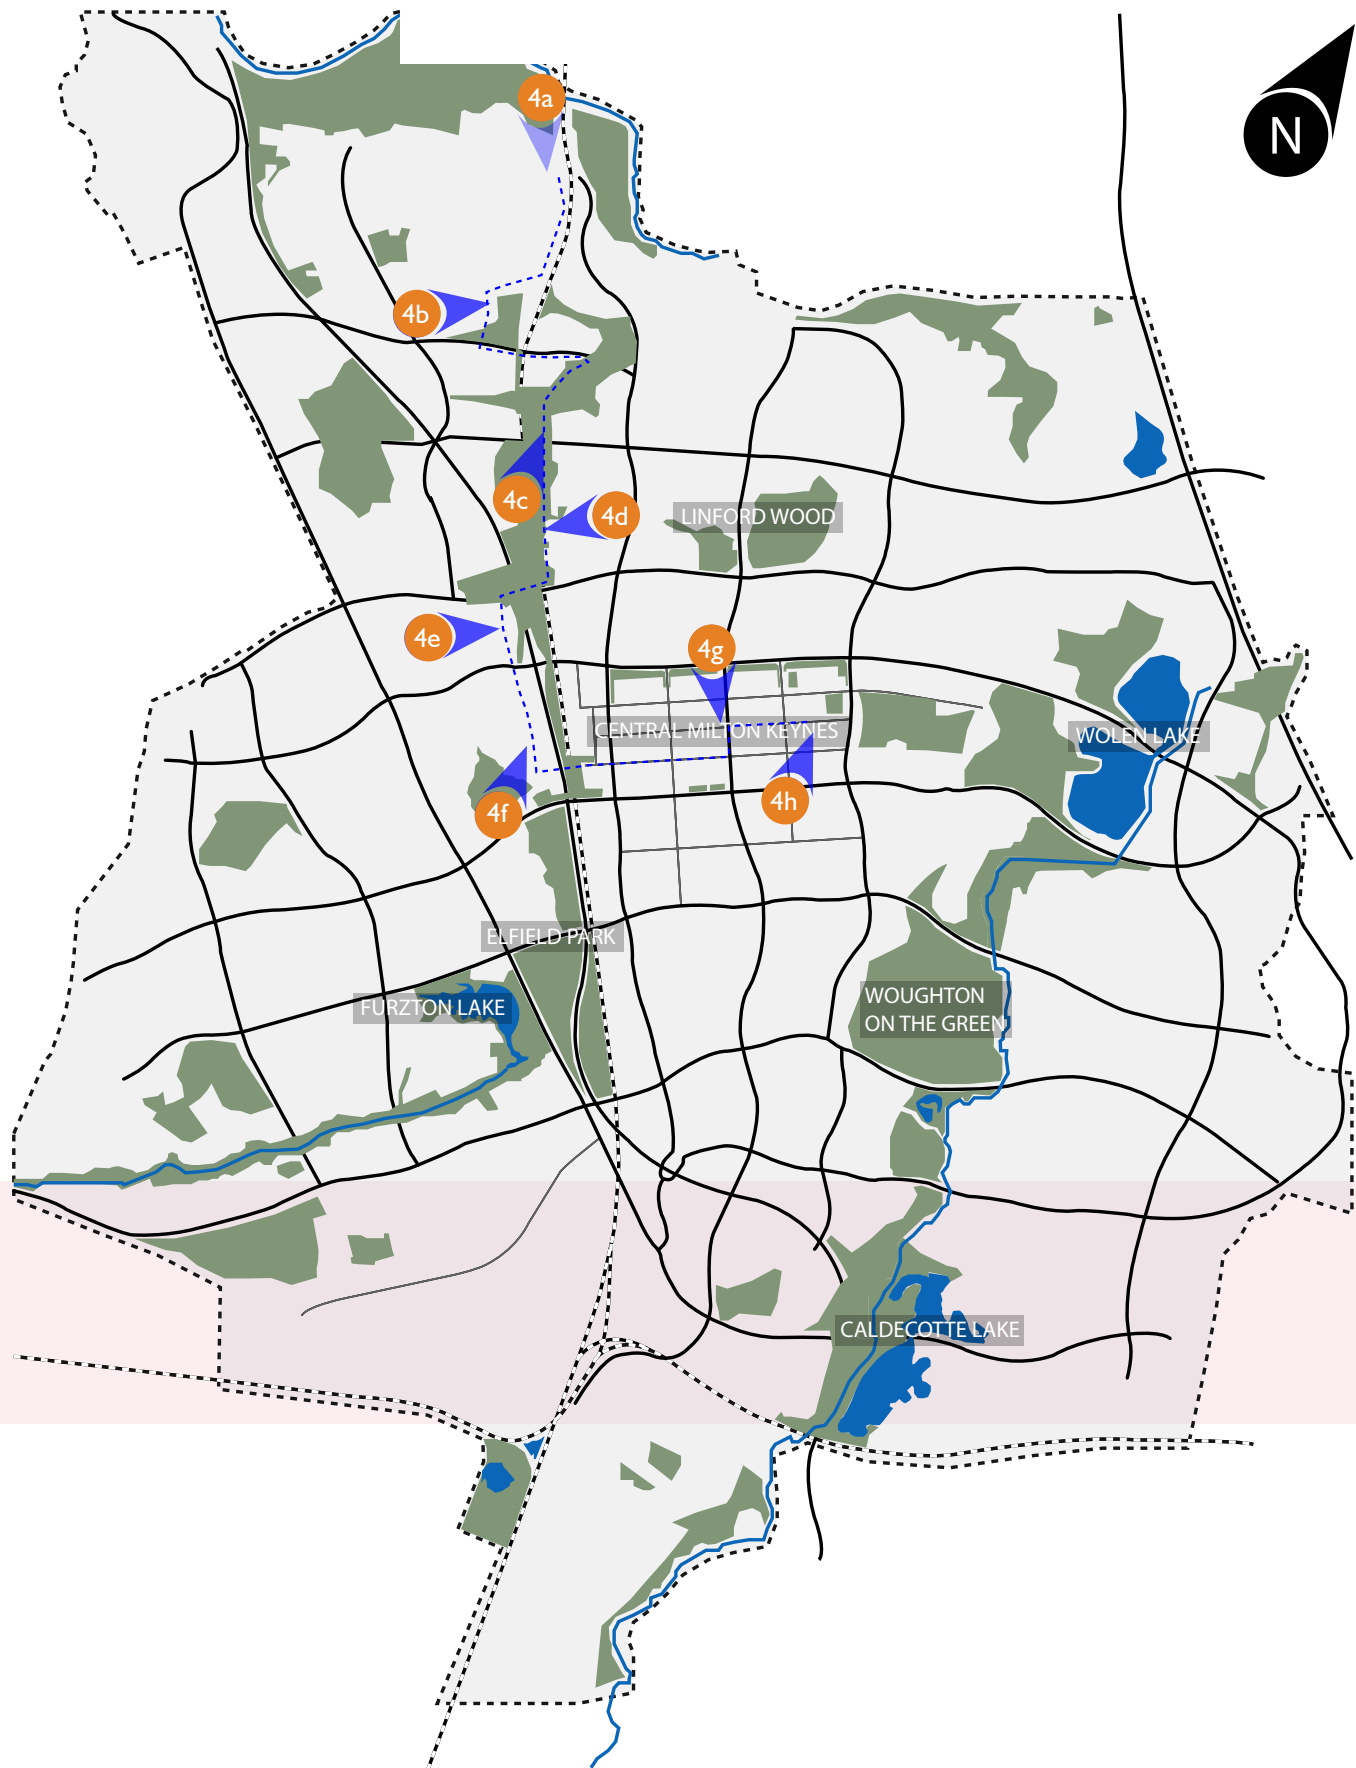 4a
N
4b
4c
4d
LINFORD WOOD
4e
4g
CENTRAL MILTON KEYNES
WOLEN LAKE
4f
4h
ELFIELD PARK
FURZTON LAKE
WOUGHTON
ON THE GREEN
CALDECOTTE LAKE